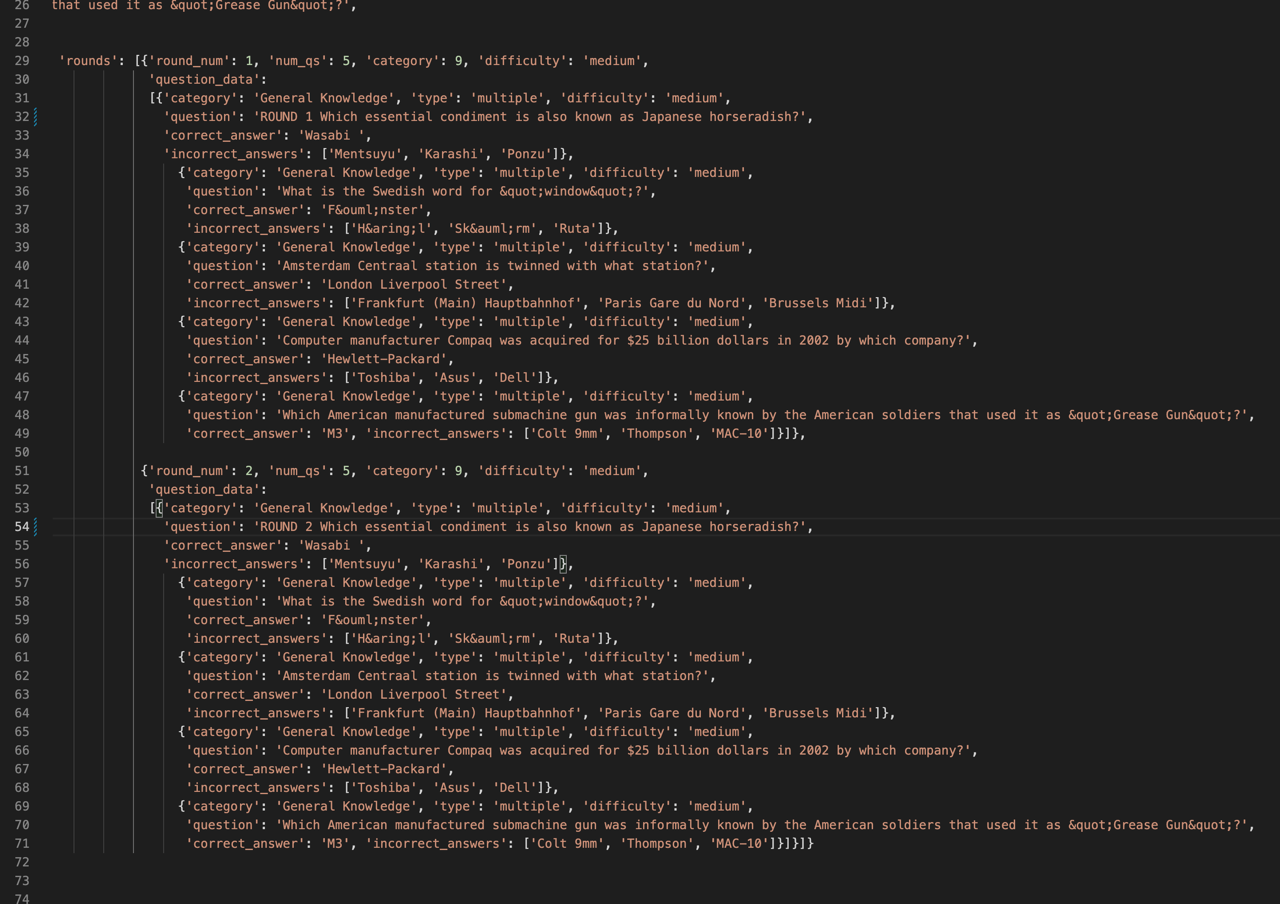 26 that used it as &quot;Grease Gun&quot;?',
27
28
29 'rounds': [{'round_num': 1, 'num_qs': 5, 'category': 9, 'difficulty': 'medium',
30 'question_data':
31 [{'category': 'General Knowledge', 'type': 'multiple', 'difficulty': 'medium',
32 'question': 'ROUND 1 Which essential condiment is also known as Japanese horseradish?',
33 'correct_answer': 'Wasabi ',
34 'incorrect_answers': ['Mentsuyu', 'Karashi', 'Ponzu']},
35 {'category': 'General Knowledge', 'type': 'multiple', 'difficulty': 'medium',
36 'question': 'What is the Swedish word for &quot;window&quot;?',
37 'correct_answer': 'F&ouml;nster',
38 'incorrect_answers': ['H&aring;l', 'Sk&auml;rm', 'Ruta']},
39 {'category': 'General Knowledge', 'type': 'multiple', 'difficulty': 'medium',
40 'question': 'Amsterdam Centraal station is twinned with what station?',
41 'correct_answer': 'London Liverpool Street',
42 'incorrect_answers': ['Frankfurt (Main) Hauptbahnhof', 'Paris Gare du Nord', 'Brussels Midi']},
43 {'category': 'General Knowledge', 'type': 'multiple', 'difficulty': 'medium',
44 'question': 'Computer manufacturer Compaq was acquired for $25 billion dollars in 2002 by which company?',
45 'correct_answer': 'Hewlett-Packard',
46 'incorrect_answers': ['Toshiba', 'Asus', 'Dell']},
47 {'category': 'General Knowledge', 'type': 'multiple', 'difficulty': 'medium',
48 'question': 'Which American manufactured submachine gun was informally known by the American soldiers that used it as &quot;Grease Gun&quot;?',
49 'correct_answer': 'M3', 'incorrect_answers': ['Colt 9mm', 'Thompson', 'MAC-10']}]},
50
51 {'round_num': 2, 'num_qs': 5, 'category': 9, 'difficulty': 'medium',
52 'question_data':
53 [{'category': 'General Knowledge', 'type': 'multiple', 'difficulty': 'medium',
54 'question': 'ROUND 2 Which essential condiment is also known as Japanese horseradish?',
55 'correct_answer': 'Wasabi ',
56 'incorrect_answers': ['Mentsuyu', 'Karashi', 'Ponzu']},
57 {'category': 'General Knowledge', 'type': 'multiple', 'difficulty': 'medium',
58 'question': 'What is the Swedish word for &quot;window&quot;?',
59 'correct_answer': 'F&ouml;nster',
60 'incorrect_answers': ['H&aring;l', 'Sk&auml;rm', 'Ruta']},
61 {'category': 'General Knowledge', 'type': 'multiple', 'difficulty': 'medium',
62 'question': 'Amsterdam Centraal station is twinned with what station?',
63 'correct_answer': 'London Liverpool Street',
64 'incorrect_answers': ['Frankfurt (Main) Hauptbahnhof', 'Paris Gare du Nord', 'Brussels Midi']},
65 {'category': 'General Knowledge', 'type': 'multiple', 'difficulty': 'medium',
66 'question': 'Computer manufacturer Compaq was acquired for $25 billion dollars in 2002 by which company?',
67 'correct_answer': 'Hewlett-Packard',
68 'incorrect_answers': ['Toshiba', 'Asus', 'Dell']},
69 {'category': 'General Knowledge', 'type': 'multiple', 'difficulty': 'medium',
70 'question': 'Which American manufactured submachine gun was informally known by the American soldiers that used it as &quot;Grease Gun&quot;?',
71 'correct_answer': 'M3', 'incorrect_answers': ['Colt 9mm', 'Thompson', 'MAC-10']}]}]}
72
73
74